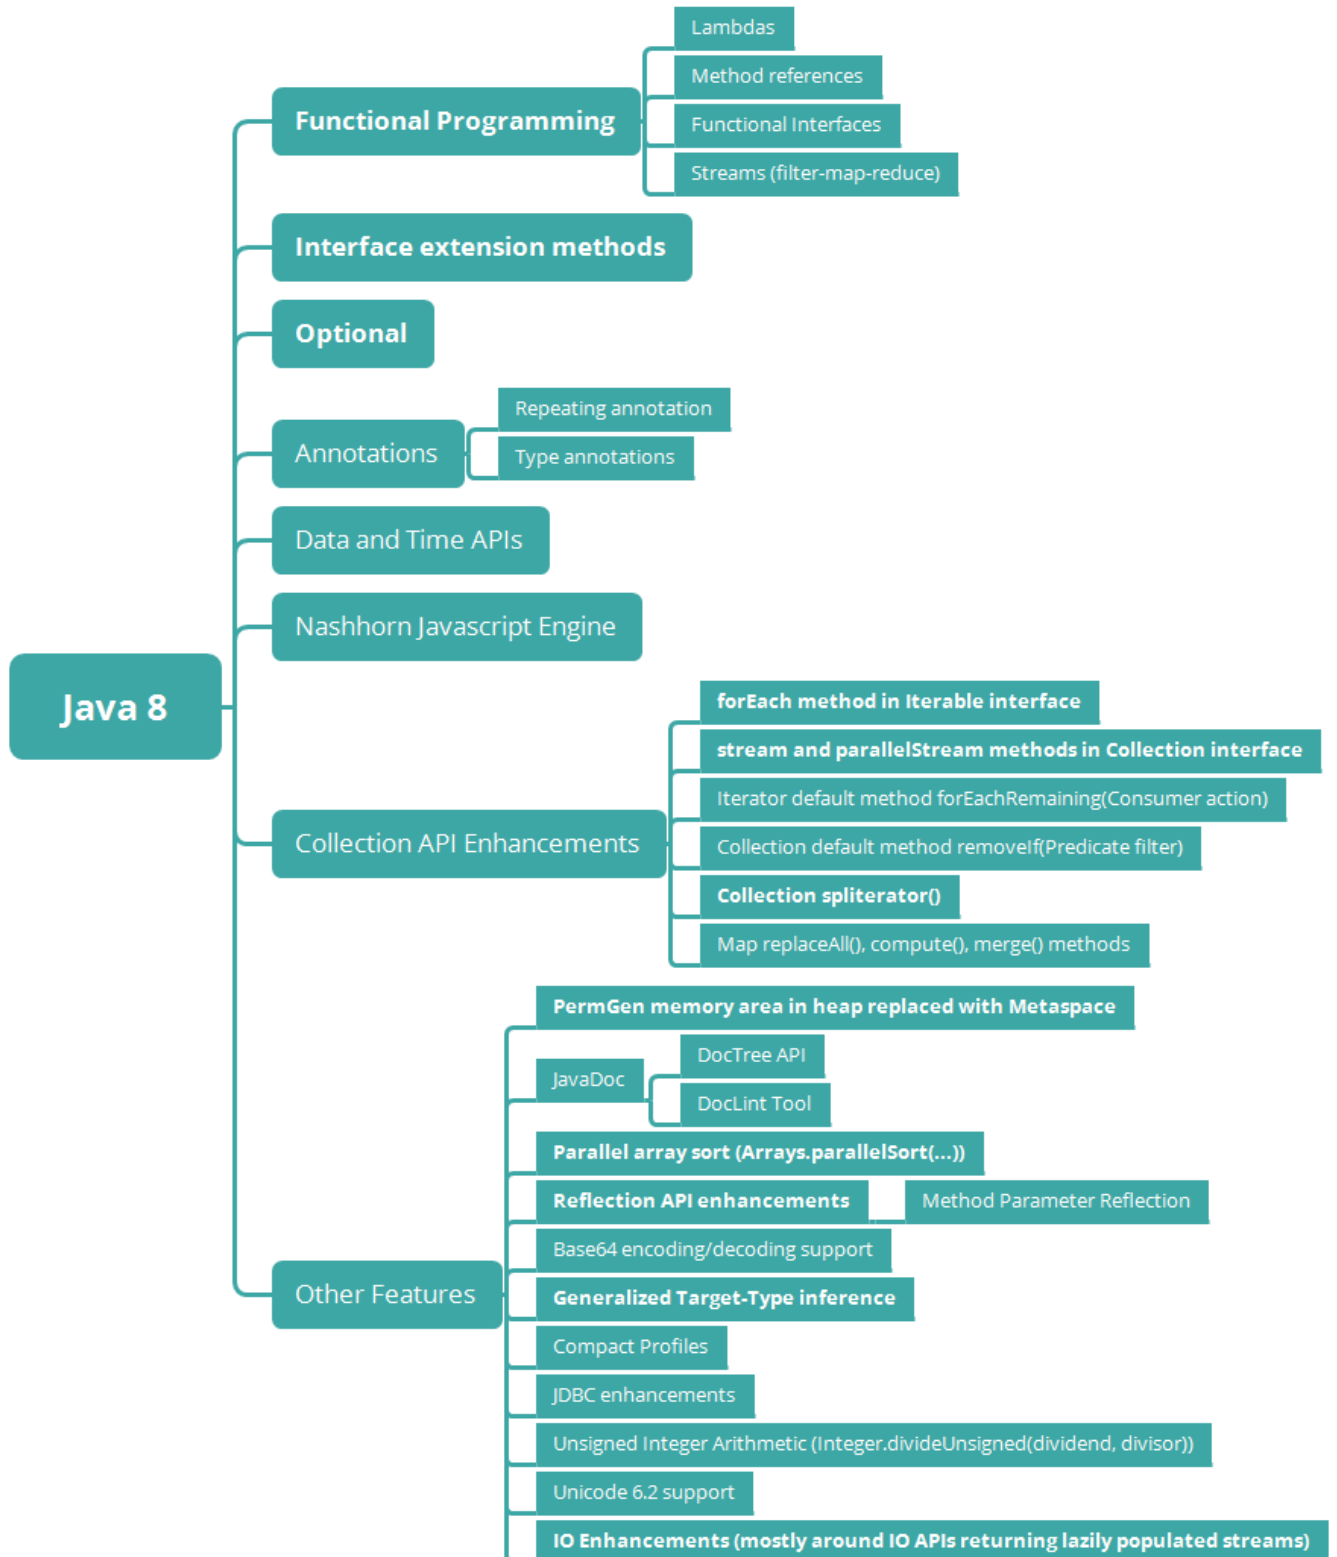 Java 8
Functional Programming
Lambdas
Method references
Functional Interfaces
Streams (filter-map-reduce)
Interface extension methods
Optional
Annotations
Repeating annotation
Type annotations
Data and Time APIs
Nashhorn Javascript Engine
Collection API Enhancements
forEach method in Iterable interface
stream and parallelStream methods in Collection interface
Iterator default method forEachRemaining(Consumer action)
Collection default method removeIf(Predicate filter)
Collection spliterator()
Map replaceAll(), compute(), merge() methods
Other Features
PermGen memory area in heap replaced with Metaspace
JavaDoc
DocTree API
DocLint Tool
Parallel array sort (Arrays.parallelSort(...))
Reflection API enhancements
Method Parameter Reflection
Base64 encoding/decoding support
Generalized Target-Type inference
Compact Profiles
JDBC enhancements
Unsigned Integer Arithmetic (Integer.divideUnsigned(dividend, divisor))
Unicode 6.2 support
IO Enhancements (mostly around IO APIs returning lazily populated streams)